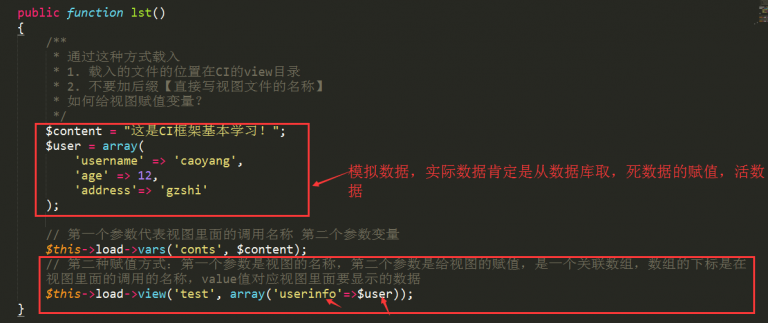 public function lst()
{
/**
* 通过这种方式载入
* 1. 载入的文件的位置在CI的view目录
* 2. 不要加后缀【直接写视图文件的名称】
* 如何给视图赋值变量？
*/
$content = "这是CI框架基本学习！";
$user = array(
'username' => 'caoyang',
'age' => 12,
'address'=> 'gzshi'
);
模拟数据，实际数据肯定是从数据库取，死数据的赋值，活数
据
// 第一个参数代表视图里面的调用名称 第二个参数变量
$this->load->vars('conts', $content);
// 第二种赋值方式：第一个参数是视图的名称，第二个参数是给视图的赋值，是一个关联数组，数组的下标是在
视图里面的调用的名称，value值对应视图里面要显示的数据
$this->load->view('test', array('userinfo'=>$user));
}